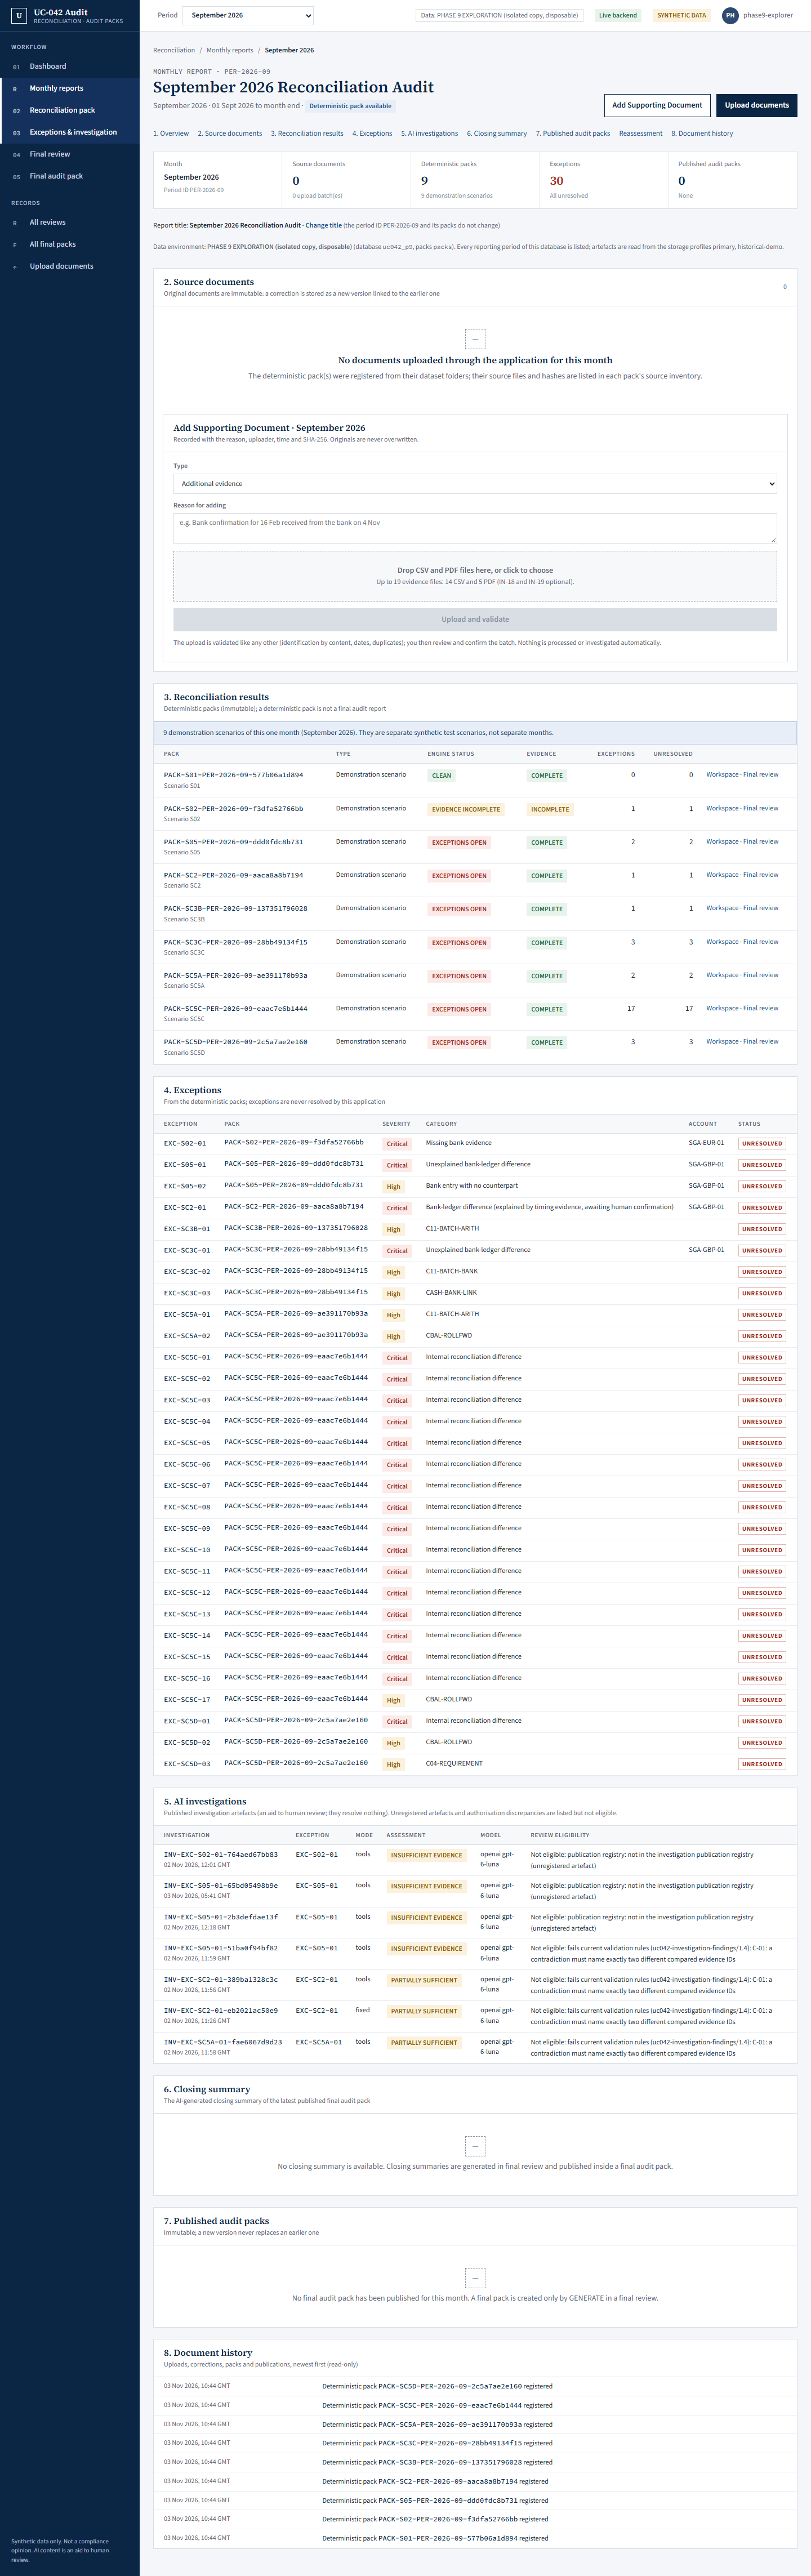 U
UC-042 Audit
RECONCILIATION · AUDIT PACKS
WORKFLOW
01 Dashboard
R Monthly reports
02 Reconciliation pack
03 Exceptions & investigation
04 Final review
05 Final audit pack
RECORDS
R All reviews
F All final packs
+ Upload documents
Synthetic data only. Not a compliance
opinion. AI content is an aid to human
review.
Period September 2026
Data: PHASE 9 EXPLORATION (isolated copy, disposable)
Live backend
SYNTHETIC DATA
PH phase9-explorer
Reconciliation / Monthly reports / September 2026
MONTHLY REPORT · PER-2026-09
September 2026 Reconciliation Audit
September 2026 · 01 Sept 2026 to month end · Deterministic pack available
Add Supporting Document
Upload documents
1. Overview 2. Source documents 3. Reconciliation results 4. Exceptions 5. AI investigations 6. Closing summary 7. Published audit packs Reassessment 8. Document history
Month
September 2026
Period ID PER-2026-09
Source documents
0
0 upload batch(es)
Deterministic packs
9
9 demonstration scenarios
Exceptions
30
All unresolved
Published audit packs
0
None
Report title: September 2026 Reconciliation Audit · Change title (the period ID PER-2026-09 and its packs do not change)
Data environment: PHASE 9 EXPLORATION (isolated copy, disposable) (database uc042_p9, packs packs). Every reporting period of this database is listed; artefacts are read from the storage profiles primary, historical-demo.
2. Source documents
Original documents are immutable: a correction is stored as a new version linked to the earlier one
0
—
No documents uploaded through the application for this month
The deterministic pack(s) were registered from their dataset folders; their source files and hashes are listed in each pack's source inventory.
Add Supporting Document · September 2026
Recorded with the reason, uploader, time and SHA-256. Originals are never overwritten.
Type
Additional evidence
Reason for adding
e.g. Bank confirmation for 16 Feb received from the bank on 4 Nov
Drop CSV and PDF files here, or click to choose
Up to 19 evidence files: 14 CSV and 5 PDF (IN-18 and IN-19 optional).
Upload and validate
The upload is validated like any other (identification by content, dates, duplicates); you then review and confirm the batch. Nothing is processed or investigated automatically.
3. Reconciliation results
Deterministic packs (immutable); a deterministic pack is not a final audit report
9 demonstration scenarios of this one month (September 2026). They are separate synthetic test scenarios, not separate months.
PACK TYPE ENGINE STATUS EVIDENCE EXCEPTIONS UNRESOLVED
PACK-S01-PER-2026-09-577b06a1d894 Demonstration scenario CLEAN COMPLETE 0 0 Workspace · Final review
Scenario S01
PACK-S02-PER-2026-09-f3dfa52766bb Demonstration scenario EVIDENCE INCOMPLETE INCOMPLETE 1 1 Workspace · Final review
Scenario S02
PACK-S05-PER-2026-09-ddd0fdc8b731 Demonstration scenario EXCEPTIONS OPEN COMPLETE 2 2 Workspace · Final review
Scenario S05
PACK-SC2-PER-2026-09-aaca8a8b7194 Demonstration scenario EXCEPTIONS OPEN COMPLETE 1 1 Workspace · Final review
Scenario SC2
PACK-SC3B-PER-2026-09-137351796028 Demonstration scenario EXCEPTIONS OPEN COMPLETE 1 1 Workspace · Final review
Scenario SC3B
PACK-SC3C-PER-2026-09-28bb49134f15 Demonstration scenario EXCEPTIONS OPEN COMPLETE 3 3 Workspace · Final review
Scenario SC3C
PACK-SC5A-PER-2026-09-ae391170b93a Demonstration scenario EXCEPTIONS OPEN COMPLETE 2 2 Workspace · Final review
Scenario SC5A
PACK-SC5C-PER-2026-09-eaac7e6b1444 Demonstration scenario EXCEPTIONS OPEN COMPLETE 17 17 Workspace · Final review
Scenario SC5C
PACK-SC5D-PER-2026-09-2c5a7ae2e160 Demonstration scenario EXCEPTIONS OPEN COMPLETE 3 3 Workspace · Final review
Scenario SC5D
4. Exceptions
From the deterministic packs; exceptions are never resolved by this application
EXCEPTION PACK SEVERITY CATEGORY ACCOUNT STATUS
EXC-S02-01 PACK-S02-PER-2026-09-f3dfa52766bb Critical Missing bank evidence SGA-EUR-01 UNRESOLVED
EXC-S05-01 PACK-S05-PER-2026-09-ddd0fdc8b731 Critical Unexplained bank-ledger difference SGA-GBP-01 UNRESOLVED
EXC-S05-02 PACK-S05-PER-2026-09-ddd0fdc8b731 High Bank entry with no counterpart SGA-GBP-01 UNRESOLVED
EXC-SC2-01 PACK-SC2-PER-2026-09-aaca8a8b7194 Critical Bank-ledger difference (explained by timing evidence, awaiting human confirmation) SGA-GBP-01 UNRESOLVED
EXC-SC3B-01 PACK-SC3B-PER-2026-09-137351796028 High C11-BATCH-ARITH UNRESOLVED
EXC-SC3C-01 PACK-SC3C-PER-2026-09-28bb49134f15 Critical Unexplained bank-ledger difference SGA-GBP-01 UNRESOLVED
EXC-SC3C-02 PACK-SC3C-PER-2026-09-28bb49134f15 High C11-BATCH-BANK UNRESOLVED
EXC-SC3C-03 PACK-SC3C-PER-2026-09-28bb49134f15 High CASH-BANK-LINK UNRESOLVED
EXC-SC5A-01 PACK-SC5A-PER-2026-09-ae391170b93a High C11-BATCH-ARITH UNRESOLVED
EXC-SC5A-02 PACK-SC5A-PER-2026-09-ae391170b93a High CBAL-ROLLFWD UNRESOLVED
EXC-SC5C-01 PACK-SC5C-PER-2026-09-eaac7e6b1444 Critical Internal reconciliation difference UNRESOLVED
EXC-SC5C-02 PACK-SC5C-PER-2026-09-eaac7e6b1444 Critical Internal reconciliation difference UNRESOLVED
EXC-SC5C-03 PACK-SC5C-PER-2026-09-eaac7e6b1444 Critical Internal reconciliation difference UNRESOLVED
EXC-SC5C-04 PACK-SC5C-PER-2026-09-eaac7e6b1444 Critical Internal reconciliation difference UNRESOLVED
EXC-SC5C-05 PACK-SC5C-PER-2026-09-eaac7e6b1444 Critical Internal reconciliation difference UNRESOLVED
EXC-SC5C-06 PACK-SC5C-PER-2026-09-eaac7e6b1444 Critical Internal reconciliation difference UNRESOLVED
EXC-SC5C-07 PACK-SC5C-PER-2026-09-eaac7e6b1444 Critical Internal reconciliation difference UNRESOLVED
EXC-SC5C-08 PACK-SC5C-PER-2026-09-eaac7e6b1444 Critical Internal reconciliation difference UNRESOLVED
EXC-SC5C-09 PACK-SC5C-PER-2026-09-eaac7e6b1444 Critical Internal reconciliation difference UNRESOLVED
EXC-SC5C-10 PACK-SC5C-PER-2026-09-eaac7e6b1444 Critical Internal reconciliation difference UNRESOLVED
EXC-SC5C-11 PACK-SC5C-PER-2026-09-eaac7e6b1444 Critical Internal reconciliation difference UNRESOLVED
EXC-SC5C-12 PACK-SC5C-PER-2026-09-eaac7e6b1444 Critical Internal reconciliation difference UNRESOLVED
EXC-SC5C-13 PACK-SC5C-PER-2026-09-eaac7e6b1444 Critical Internal reconciliation difference UNRESOLVED
EXC-SC5C-14 PACK-SC5C-PER-2026-09-eaac7e6b1444 Critical Internal reconciliation difference UNRESOLVED
EXC-SC5C-15 PACK-SC5C-PER-2026-09-eaac7e6b1444 Critical Internal reconciliation difference UNRESOLVED
EXC-SC5C-16 PACK-SC5C-PER-2026-09-eaac7e6b1444 Critical Internal reconciliation difference UNRESOLVED
EXC-SC5C-17 PACK-SC5C-PER-2026-09-eaac7e6b1444 High CBAL-ROLLFWD UNRESOLVED
EXC-SC5D-01 PACK-SC5D-PER-2026-09-2c5a7ae2e160 Critical Internal reconciliation difference UNRESOLVED
EXC-SC5D-02 PACK-SC5D-PER-2026-09-2c5a7ae2e160 High CBAL-ROLLFWD UNRESOLVED
EXC-SC5D-03 PACK-SC5D-PER-2026-09-2c5a7ae2e160 High C04-REQUIREMENT UNRESOLVED
5. AI investigations
Published investigation artefacts (an aid to human review; they resolve nothing). Unregistered artefacts and authorisation discrepancies are listed but not eligible.
INVESTIGATION EXCEPTION MODE ASSESSMENT MODEL REVIEW ELIGIBILITY
INV-EXC-S02-01-764aed67bb83 EXC-S02-01 tools INSUFFICIENT EVIDENCE openai gpt- Not eligible: publication registry: not in the investigation publication registry
02 Nov 2026, 12:01 GMT 6-luna (unregistered artefact)
INV-EXC-S05-01-65bd05498b9e EXC-S05-01 tools INSUFFICIENT EVIDENCE openai gpt- Not eligible: publication registry: not in the investigation publication registry
03 Nov 2026, 05:41 GMT 6-luna (unregistered artefact)
INV-EXC-S05-01-2b3defdae13f EXC-S05-01 tools INSUFFICIENT EVIDENCE openai gpt- Not eligible: publication registry: not in the investigation publication registry
02 Nov 2026, 12:18 GMT 6-luna (unregistered artefact)
INV-EXC-S05-01-51ba0f94bf82 EXC-S05-01 tools INSUFFICIENT EVIDENCE openai gpt- Not eligible: fails current validation rules (uc042-investigation-findings/1.4): C-01: a
02 Nov 2026, 11:59 GMT 6-luna contradiction must name exactly two different compared evidence IDs
INV-EXC-SC2-01-389ba1328c3c EXC-SC2-01 tools PARTIALLY SUFFICIENT openai gpt- Not eligible: fails current validation rules (uc042-investigation-findings/1.4): C-01: a
02 Nov 2026, 11:56 GMT 6-luna contradiction must name exactly two different compared evidence IDs
INV-EXC-SC2-01-eb2021ac50e9 EXC-SC2-01 fixed PARTIALLY SUFFICIENT openai gpt- Not eligible: fails current validation rules (uc042-investigation-findings/1.4): C-01: a
02 Nov 2026, 11:26 GMT 6-luna contradiction must name exactly two different compared evidence IDs
INV-EXC-SC5A-01-fae6067d9d23 EXC-SC5A-01 tools PARTIALLY SUFFICIENT openai gpt- Not eligible: fails current validation rules (uc042-investigation-findings/1.4): C-01: a
02 Nov 2026, 11:58 GMT 6-luna contradiction must name exactly two different compared evidence IDs
6. Closing summary
The AI-generated closing summary of the latest published final audit pack
—
No closing summary is available. Closing summaries are generated in final review and published inside a final audit pack.
7. Published audit packs
Immutable; a new version never replaces an earlier one
—
No final audit pack has been published for this month. A final pack is created only by GENERATE in a final review.
8. Document history
Uploads, corrections, packs and publications, newest first (read-only)
03 Nov 2026, 10:44 GMT Deterministic pack PACK-SC5D-PER-2026-09-2c5a7ae2e160 registered
03 Nov 2026, 10:44 GMT Deterministic pack PACK-SC5C-PER-2026-09-eaac7e6b1444 registered
03 Nov 2026, 10:44 GMT Deterministic pack PACK-SC5A-PER-2026-09-ae391170b93a registered
03 Nov 2026, 10:44 GMT Deterministic pack PACK-SC3C-PER-2026-09-28bb49134f15 registered
03 Nov 2026, 10:44 GMT Deterministic pack PACK-SC3B-PER-2026-09-137351796028 registered
03 Nov 2026, 10:44 GMT Deterministic pack PACK-SC2-PER-2026-09-aaca8a8b7194 registered
03 Nov 2026, 10:44 GMT Deterministic pack PACK-S05-PER-2026-09-ddd0fdc8b731 registered
03 Nov 2026, 10:44 GMT Deterministic pack PACK-S02-PER-2026-09-f3dfa52766bb registered
03 Nov 2026, 10:44 GMT Deterministic pack PACK-S01-PER-2026-09-577b06a1d894 registered